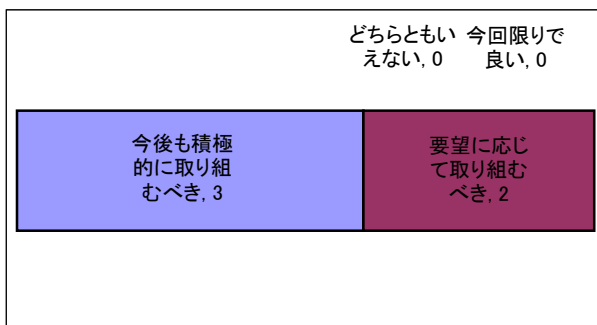 どちらともい
えない, 0
今回限りで
良い, 0
今後も積極
的に取り組
むべき, 3
要望に応じ
て取り組む
べき, 2